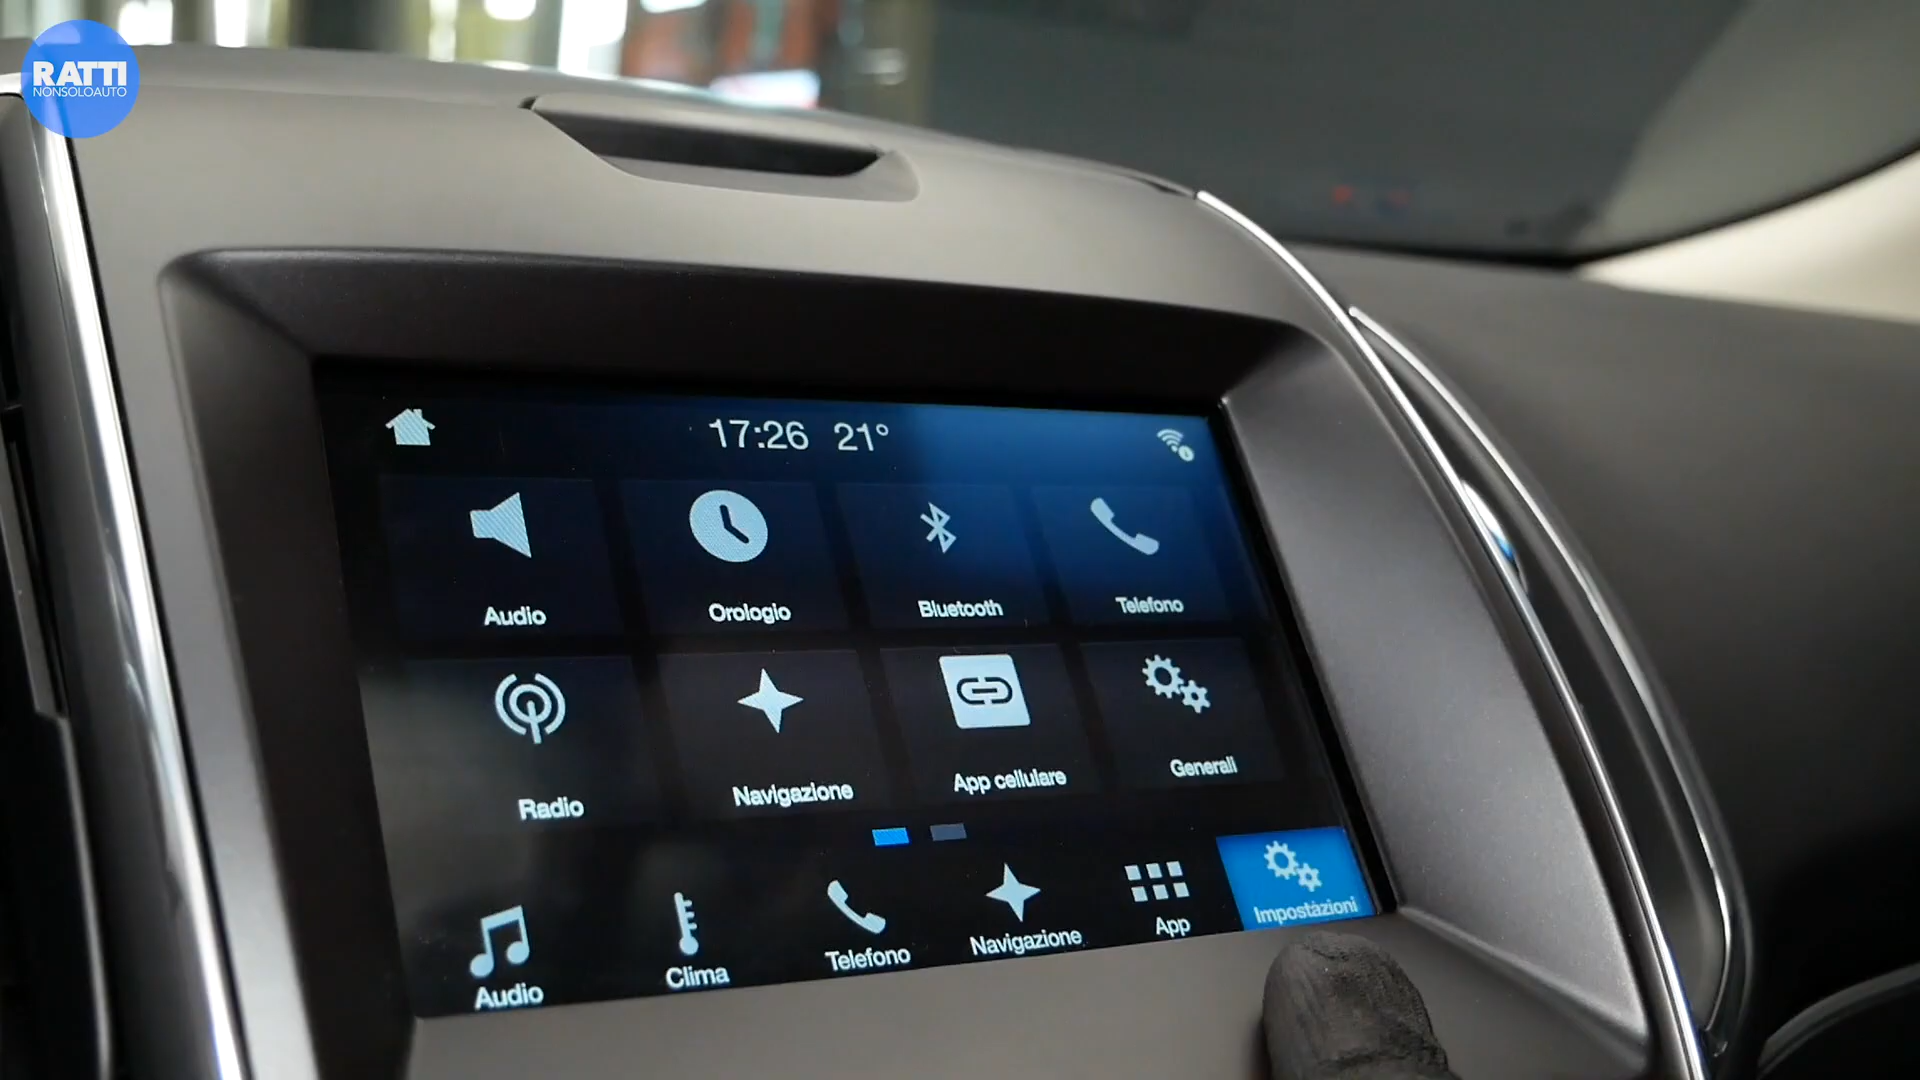 RATTI
NONSOLOAUTO
17:26 21°
Audio Orologio Bluetooth Telefono
Radio Navigazione App cellulare Generali
Audio Clima Telefono Navigazione App Impostazioni